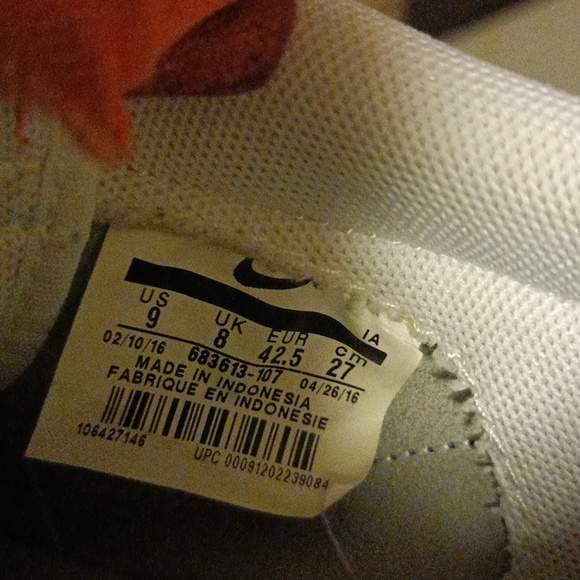 US UK EUR cm IA
9 8 42.5 27
02/10/16 683613-107 04/26/16
MADE IN INDONESIA
FABRIQUE EN INDONESIE
106427146
UPC 00091202239084